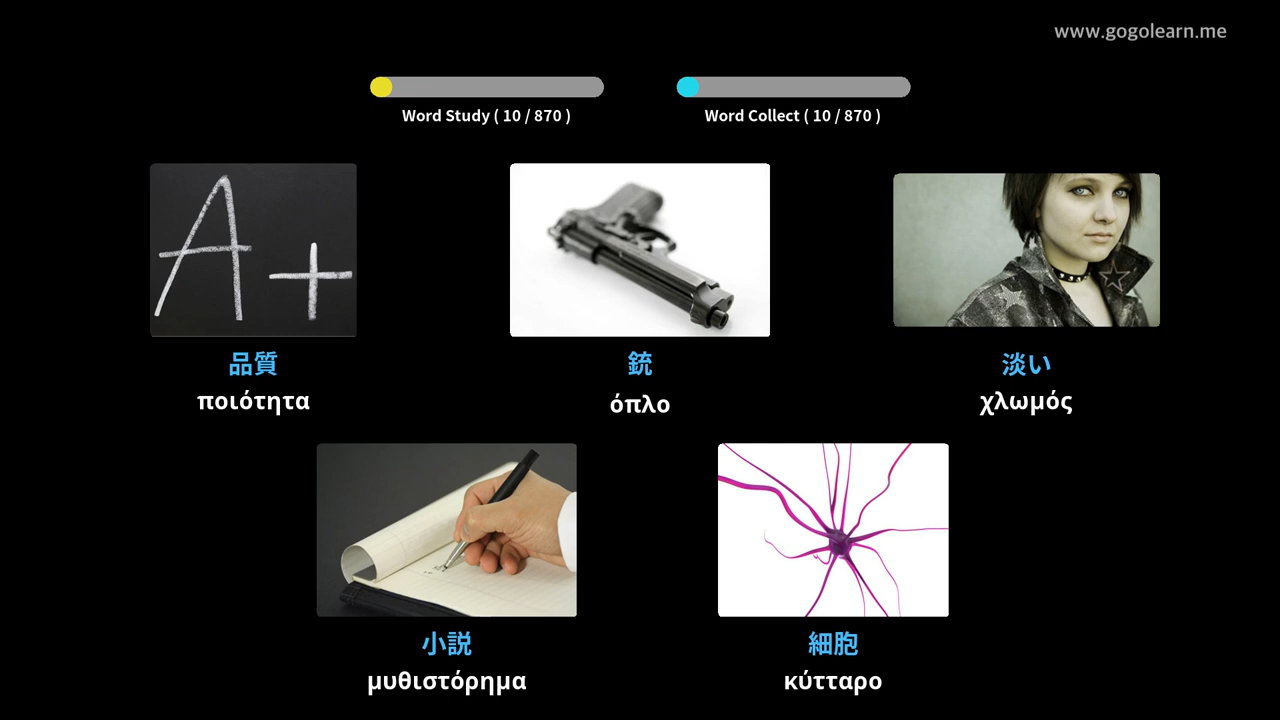 www.gogolearn.me
Word Study ( 10 / 870 )
Word Collect ( 10 / 870 )
A+
品質
ποιότητα
銃
όπλο
淡い
χλωμός
小説
μυθιστόρημα
細胞
κύτταρο